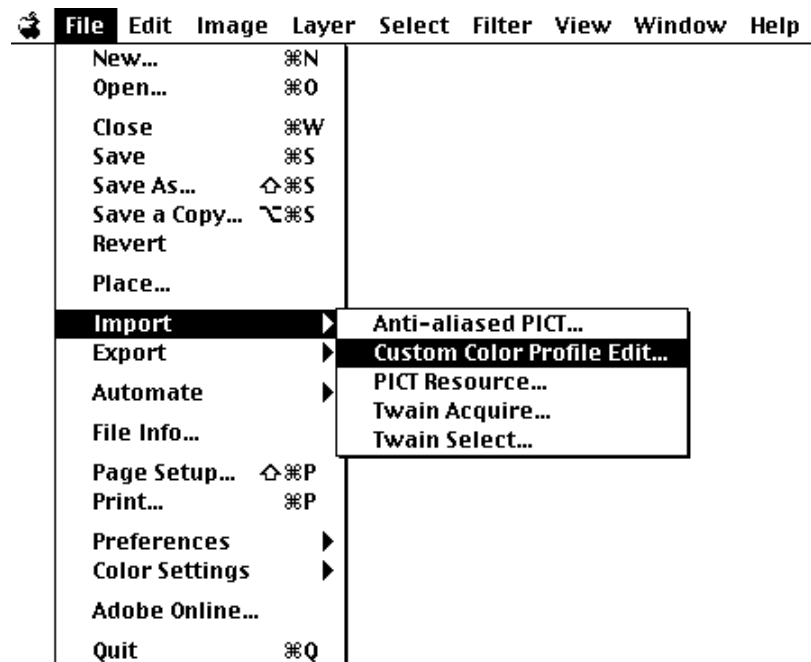 File Edit Image Layer Select Filter View Window Help
New... ⌘N
Open... ⌘O
Close ⌘W
Save ⌘S
Save As... ⇧⌘S
Save a Copy... ⌥⌘S
Revert
Place...
Import
Export
Automate
File Info...
Page Setup... ⇧⌘P
Print... ⌘P
Preferences
Color Settings
Adobe Online...
Quit ⌘Q
Anti-aliased PICT...
Custom Color Profile Edit...
PICT Resource...
Twain Acquire...
Twain Select...